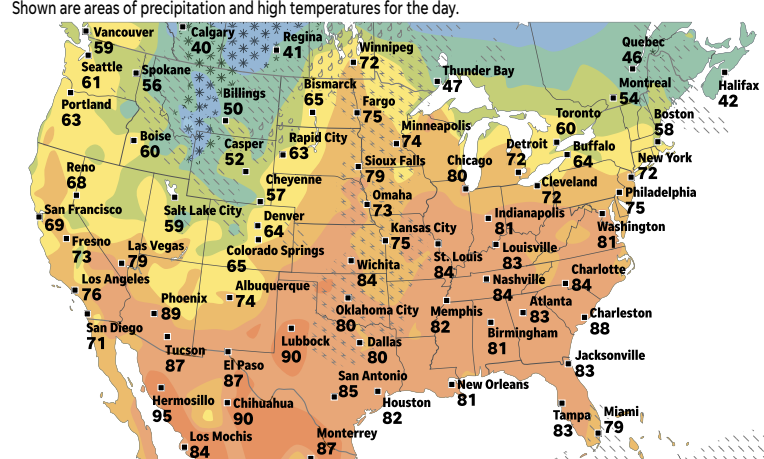 Shown are areas of precipitation and high temperatures for the day.
Vancouver
59
Calgary
40
Regina
41
Winnipeg
72
Quebec
46
Seattle
61
Spokane
56
Thunder Bay
47
Montreal
54
Halifax
42
Portland
63
Billings
50
Bismarck
65
Fargo
75
Toronto
60
Boston
58
Boise
60
Casper
52
Rapid City
63
Minneapolis
74
Detroit
72
Buffalo
64
Reno
68
Cheyenne
57
Sioux Falls
79
Chicago
80
New York
72
Cleveland
72
San Francisco
69
Salt Lake City
59
Denver
64
Omaha
73
Philadelphia
75
Indianapolis
81
Washington
81
Fresno
73
Las Vegas
79
Colorado Springs
65
Kansas City
75
St. Louis
84
Louisville
83
Los Angeles
76
Phoenix
89
Albuquerque
74
Wichita
84
Nashville
84
Charlotte
84
San Diego
71
Oklahoma City
80
Memphis
82
Atlanta
83
Charleston
88
Tucson
87
El Paso
87
Lubbock
90
Dallas
80
Birmingham
81
Jacksonville
83
Hermosillo
95
Chihuahua
90
San Antonio
85
Houston
82
New Orleans
81
Tampa
83
Miami
79
Los Mochis
84
Monterrey
87